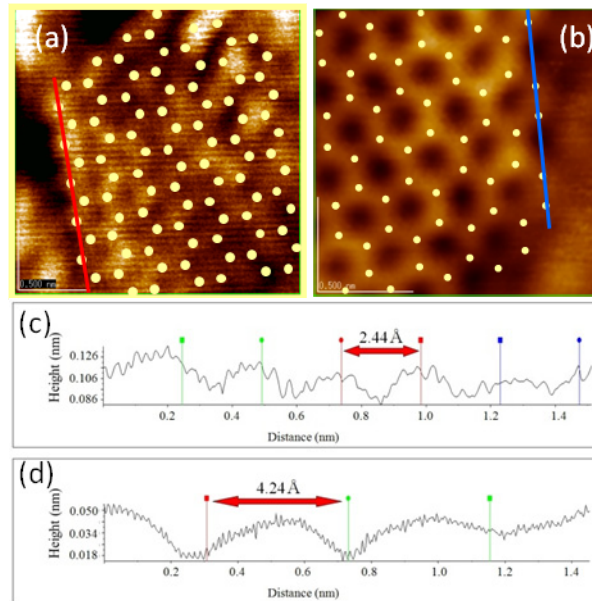 (a)
0.500 nm
(b)
0.500 nm
(c)
2.44 Å
Height (nm)
0.126
0.106
0.086
0.2 0.4 0.6 0.8 1.0 1.2 1.4
Distance (nm)
(d)
4.24 Å
Height (nm)
0.050
0.034
0.018
0.2 0.4 0.6 0.8 1.0 1.2 1.4
Distance (nm)